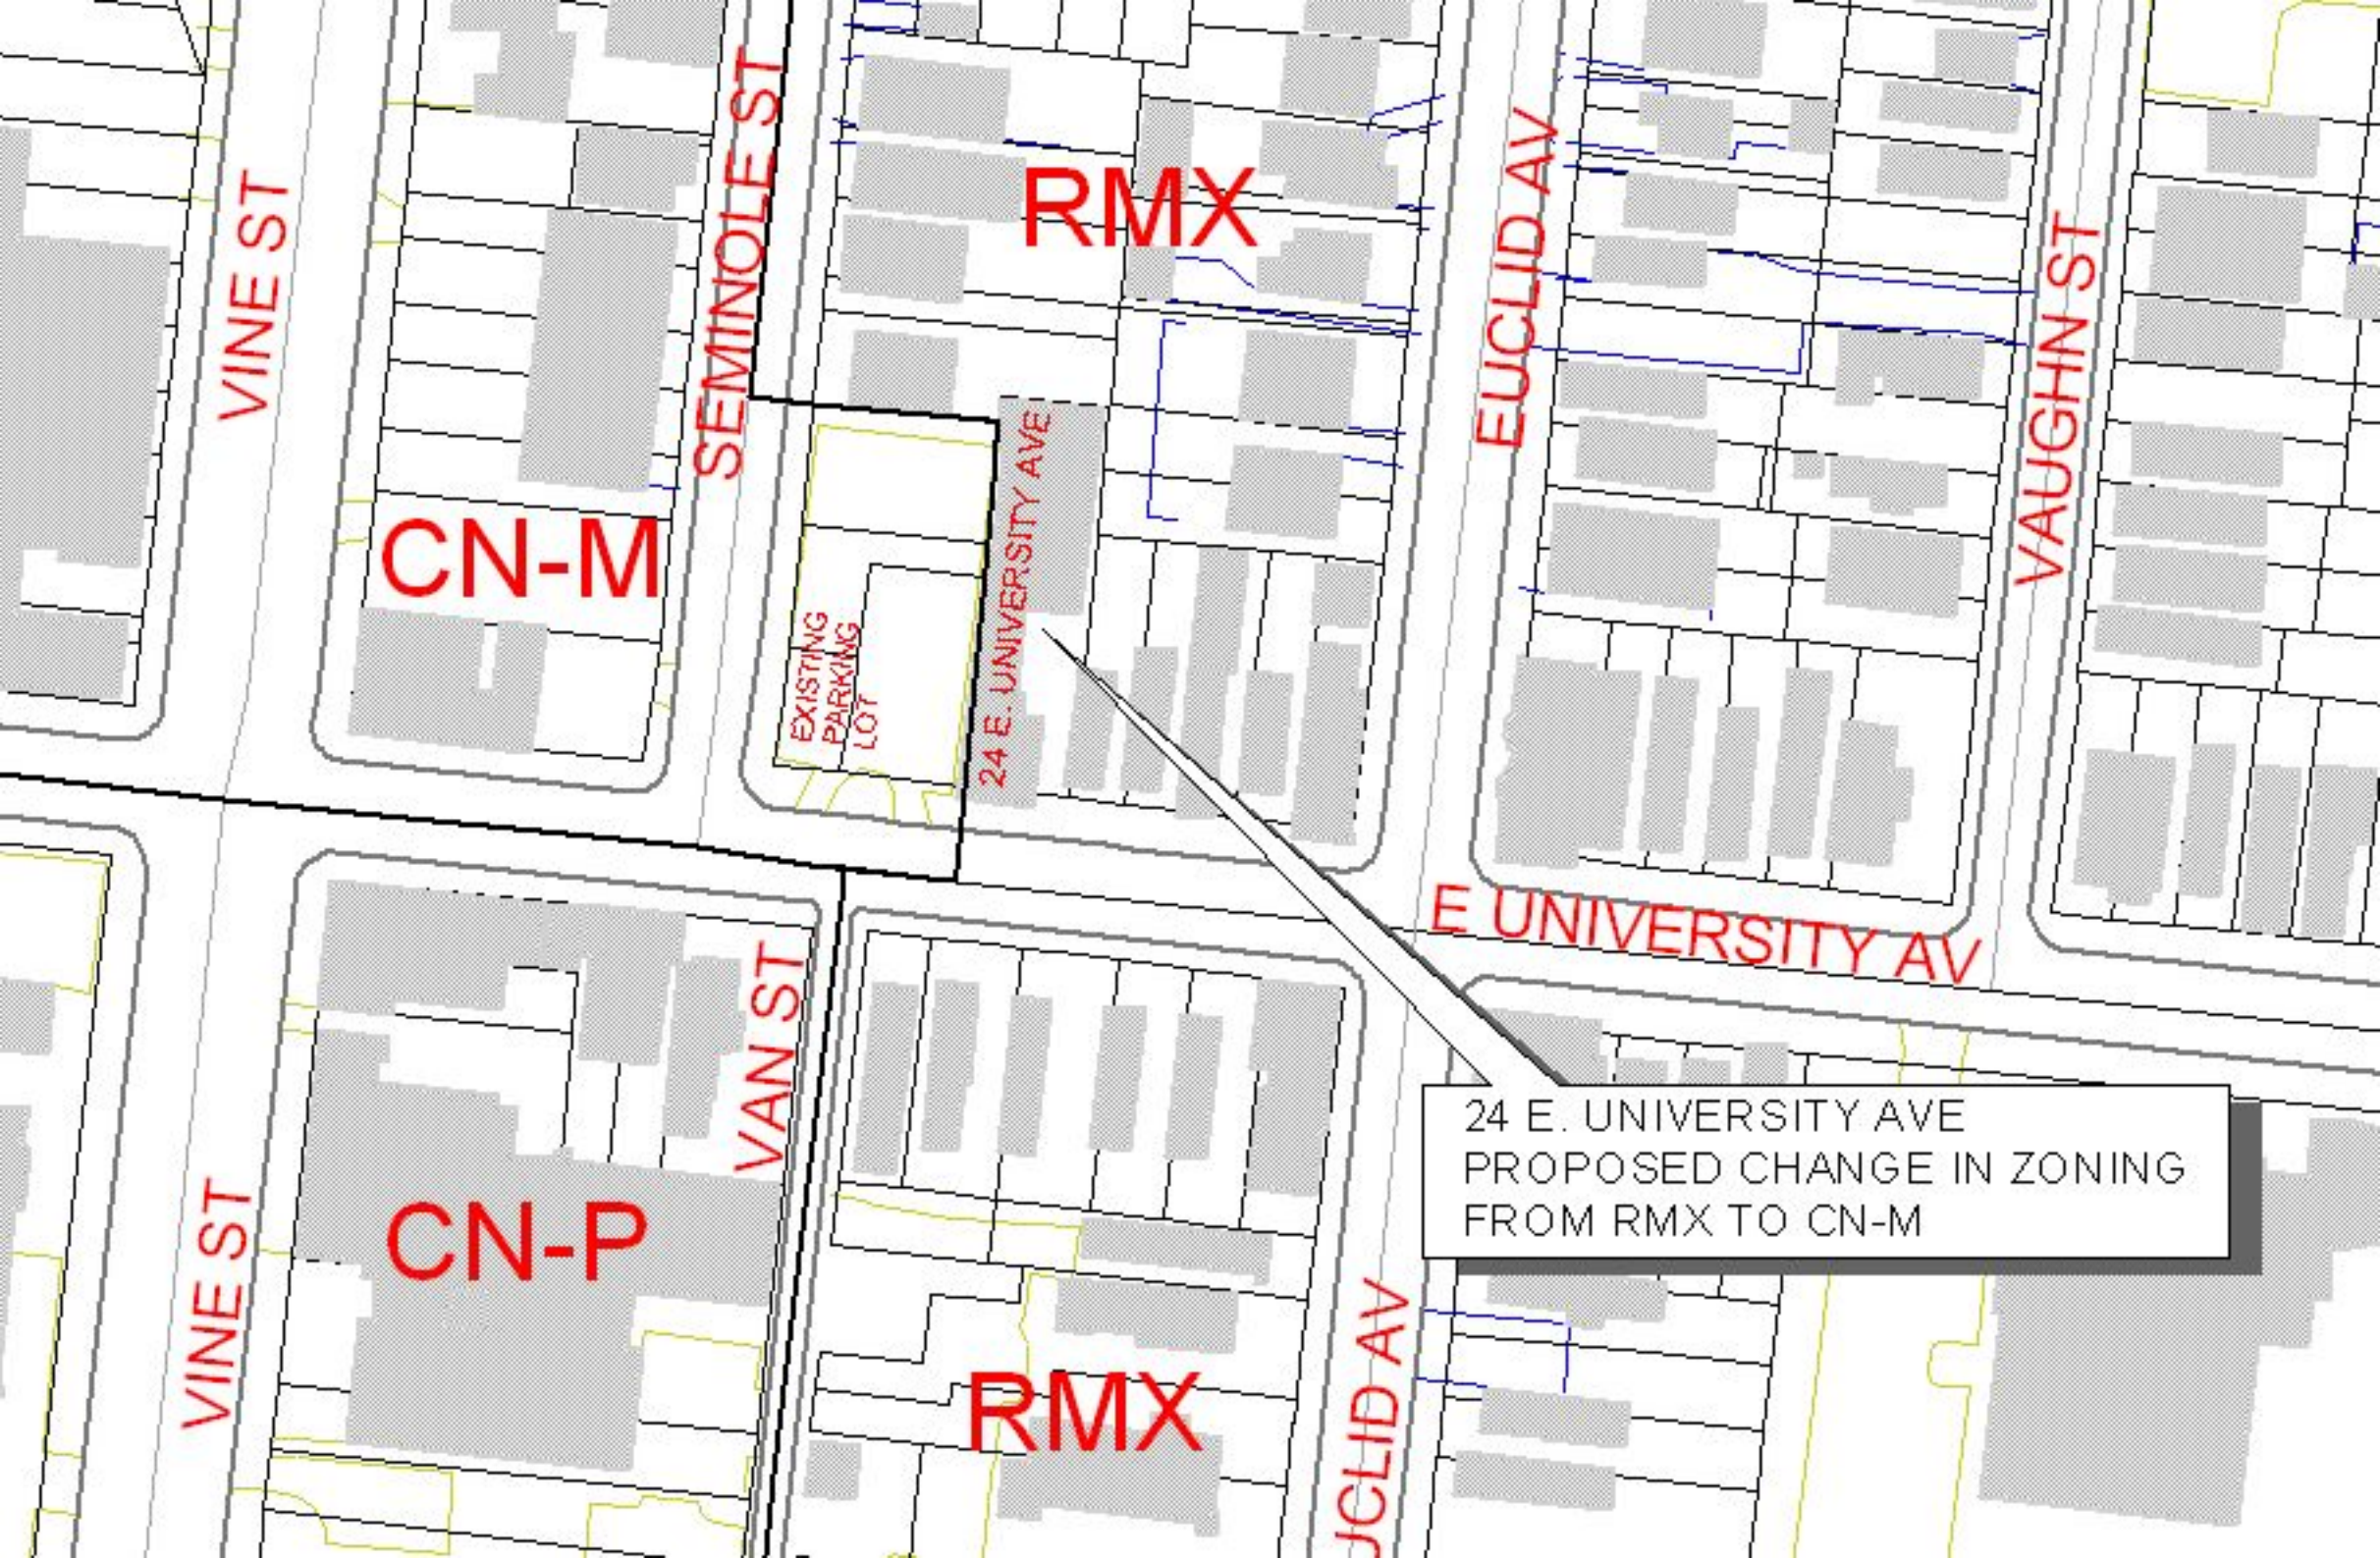 VINE ST
SEMINOLE ST
RMX
EUCLID AV
VAUGHN ST
CN-M
EXISTING
PARKING
LOT
24 E. UNIVERSITY AVE
E UNIVERSITY AV
VAN ST
24 E. UNIVERSITY AVE
PROPOSED CHANGE IN ZONING
FROM RMX TO CN-M
VINE ST
CN-P
RMX
UCLID AV